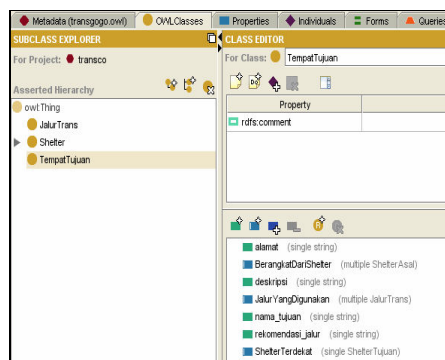 Metadata (transgogo.owl) OWLClasses Properties Individuals Forms Queries
SUBCLASS EXPLORER
For Project: transco
Asserted Hierarchy
owl:Thing
JalurTrans
Shelter
TempatTujuan
CLASS EDITOR
For Class: TempatTujuan
Property
rdfs:comment
alamat (single string)
BerangkatDariShelter (multiple ShelterAsal)
deskripsi (single string)
JalurYangDigunakan (multiple JalurTrans)
nama_tujuan (single string)
rekomendasi_jalur (single string)
ShelterTerdekat (single ShelterTujuan)